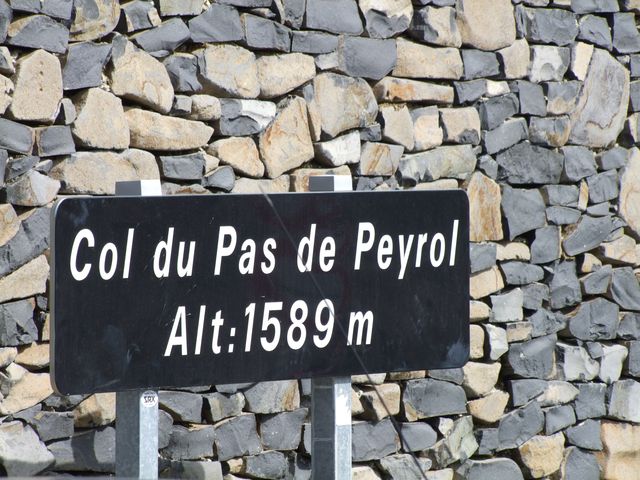 Col du Pas de Peyrol
Alt: 1589 m